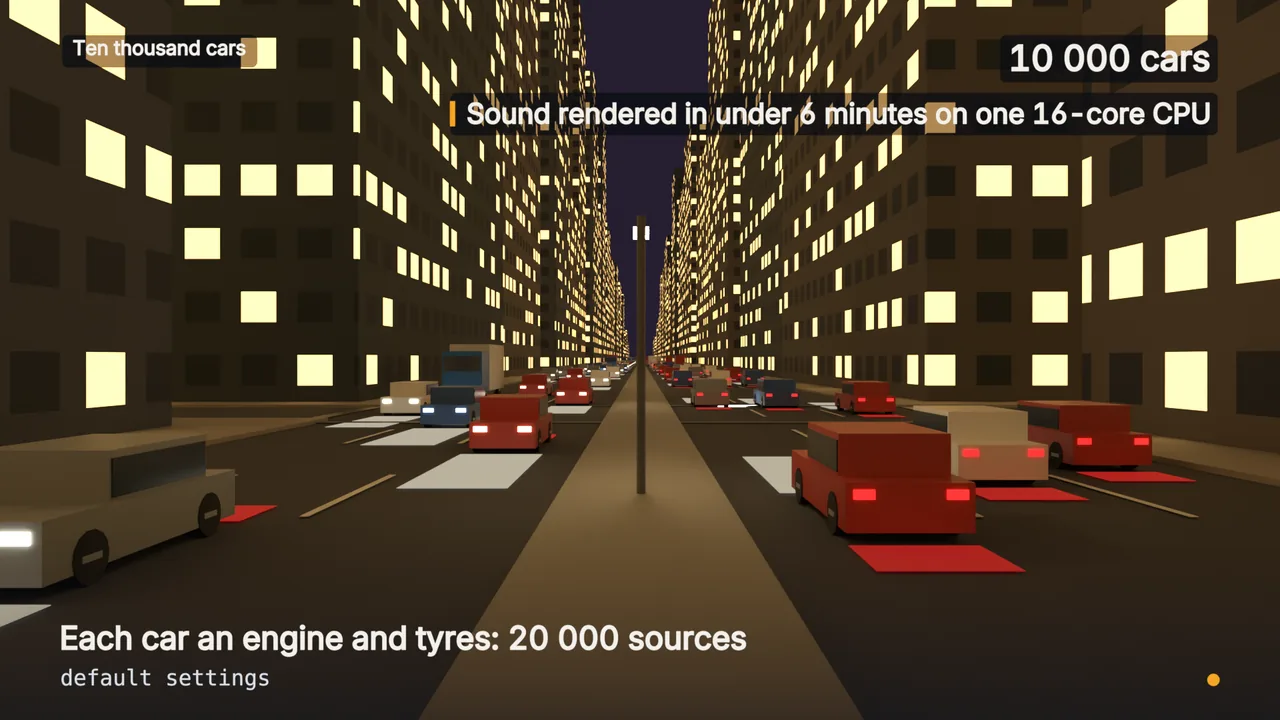 Ten thousand cars
10 000 cars
Sound rendered in under 6 minutes on one 16-core CPU
Each car an engine and tyres: 20 000 sources
default settings